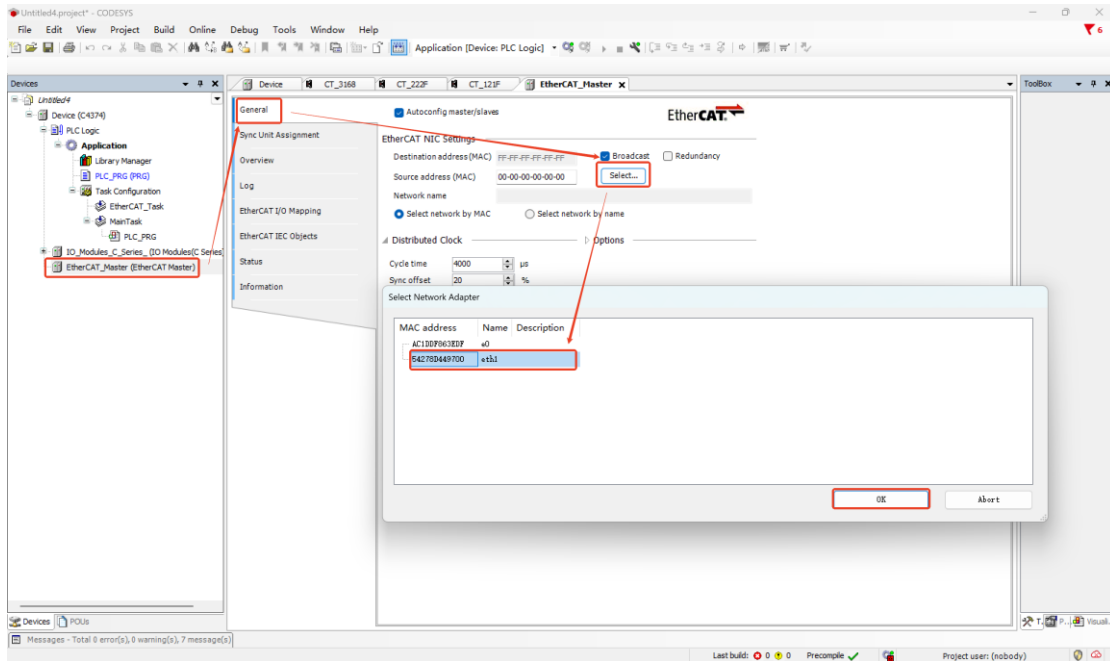 Untitled4.project* - CODESYS
File Edit View Project Build Online Debug Tools Window Help
6
Application [Device: PLC Logic]
Devices
Device CT_3168 CT_222F CT_121F EtherCAT_Master
ToolBox
Untitled4
Device (C4374)
PLC Logic
Application
Library Manager
PLC_PRG (PRG)
Task Configuration
EtherCAT_Task
MainTask
PLC_PRG
IO_Modules_C_Series_ (IO Modules(C Series
EtherCAT_Master (EtherCAT Master)
General
Sync Unit Assignment
Overview
Log
EtherCAT I/O Mapping
EtherCAT IEC Objects
Status
Information
Autoconfig master/slaves
EtherCAT
EtherCAT NIC Settings
Destination address (MAC) FF-FF-FF-FF-FF-FF Broadcast Redundancy
Source address (MAC) 00-00-00-00-00-00 Select...
Network name
Select network by MAC Select network by name
Distributed Clock Options
Cycle time 4000 µs
Sync offset 20 %
Select Network Adapter
MAC address Name Description
AC1DDF863EDF e0
54278D449700 eth1
OK Abort
Devices POUs
T. P... Visuali.
Messages - Total 0 error(s), 0 warning(s), 7 message(s)
Last build: 0 0 Precompile Project user: (nobody)